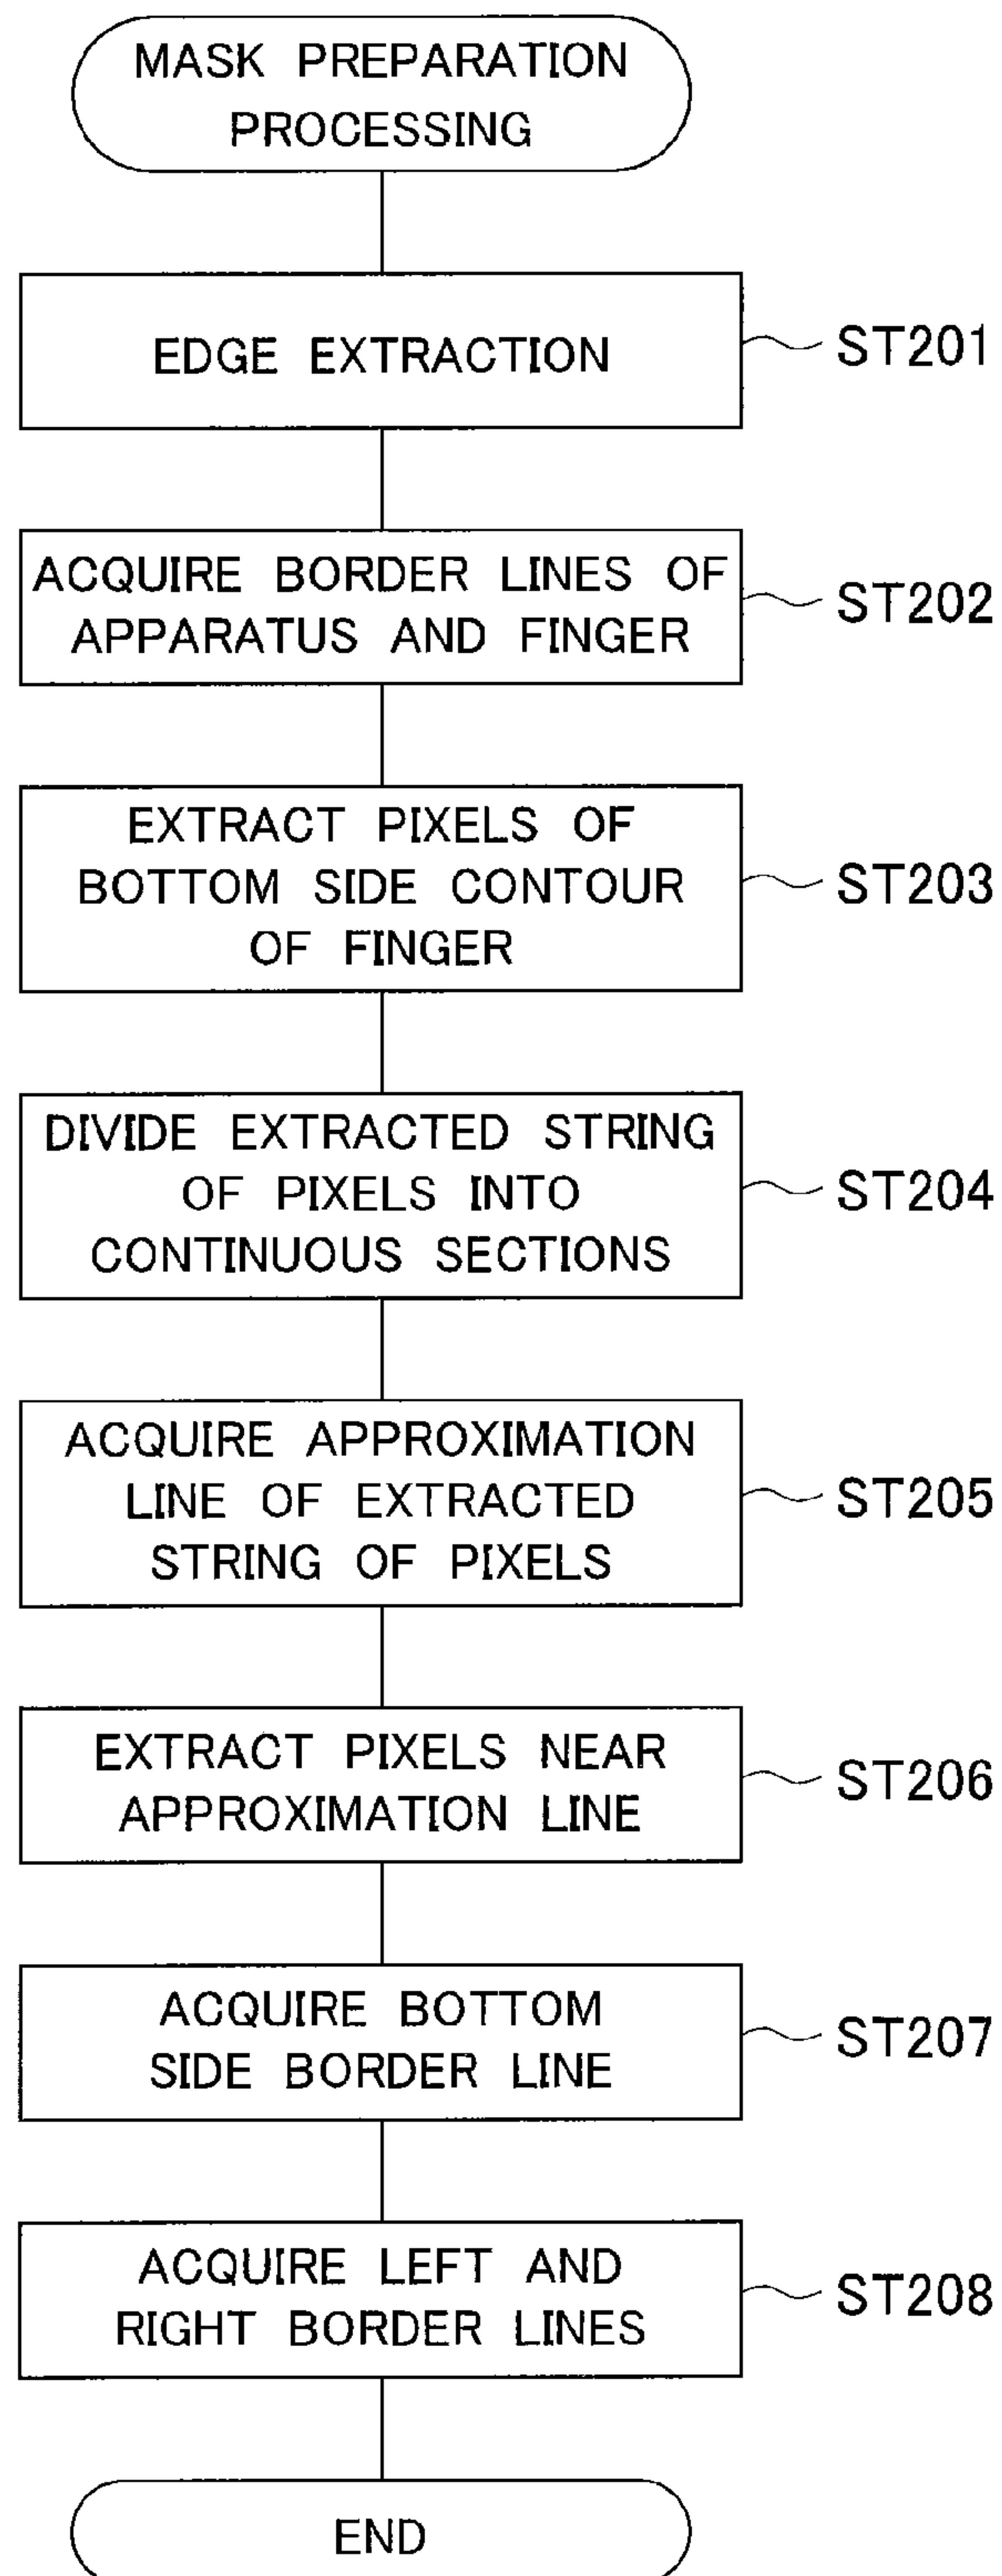 MASK PREPARATION
PROCESSING
EDGE EXTRACTION
ST201
ACQUIRE BORDER LINES OF
APPARATUS AND FINGER
ST202
EXTRACT PIXELS OF
BOTTOM SIDE CONTOUR
OF FINGER
ST203
DIVIDE EXTRACTED STRING
OF PIXELS INTO
CONTINUOUS SECTIONS
ST204
ACQUIRE APPROXIMATION
LINE OF EXTRACTED
STRING OF PIXELS
ST205
EXTRACT PIXELS NEAR
APPROXIMATION LINE
ST206
ACQUIRE BOTTOM
SIDE BORDER LINE
ST207
ACQUIRE LEFT AND
RIGHT BORDER LINES
ST208
END